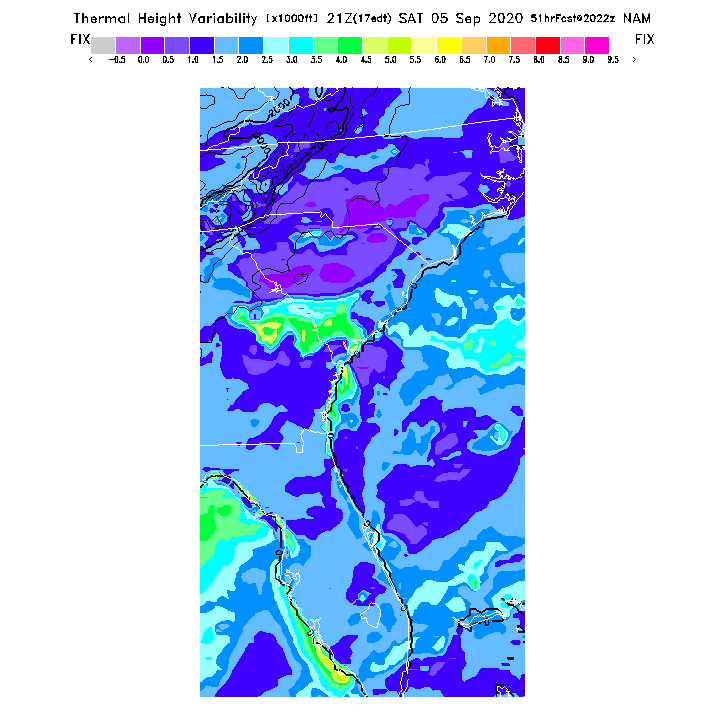 Thermal Height Variability [x1000ft] 21Z(17edt) SAT 05 Sep 2020 51hrFcst@2022z NAM
FIX FIX
< -0.5 0.0 0.5 1.0 1.5 2.0 2.5 3.0 3.5 4.0 4.5 5.0 5.5 6.0 6.5 7.0 7.5 8.0 8.5 9.0 9.5 >
2000